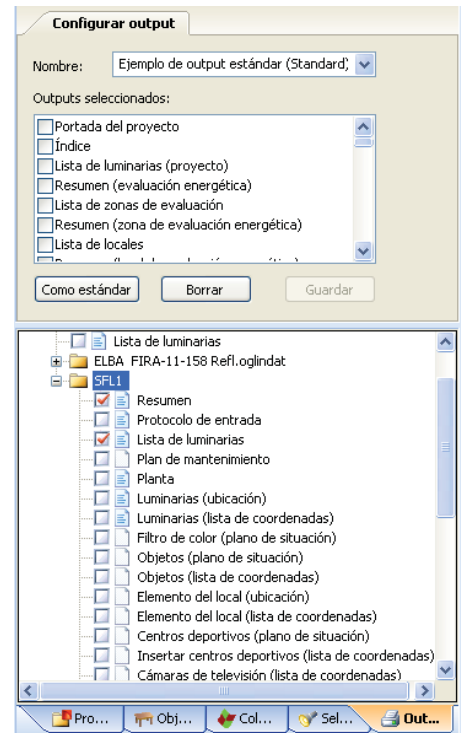 Configurar output
Nombre: Ejemplo de output estándar (Standard)
Outputs seleccionados:
Portada del proyecto
Índice
Lista de luminarias (proyecto)
Resumen (evaluación energética)
Lista de zonas de evaluación
Resumen (zona de evaluación energética)
Lista de locales
Como estándar Borrar Guardar
Lista de luminarias
ELBA FIRA-11-158 Refl.oglindat
SFL1
Resumen
Protocolo de entrada
Lista de luminarias
Plan de mantenimiento
Planta
Luminarias (ubicación)
Luminarias (lista de coordenadas)
Filtro de color (plano de situación)
Objetos (plano de situación)
Objetos (lista de coordenadas)
Elemento del local (ubicación)
Elemento del local (lista de coordenadas)
Centros deportivos (plano de situación)
Insertar centros deportivos (lista de coordenadas)
Cámaras de televisión (lista de coordenadas)
Pro... Obj... Col... Sel... Out...